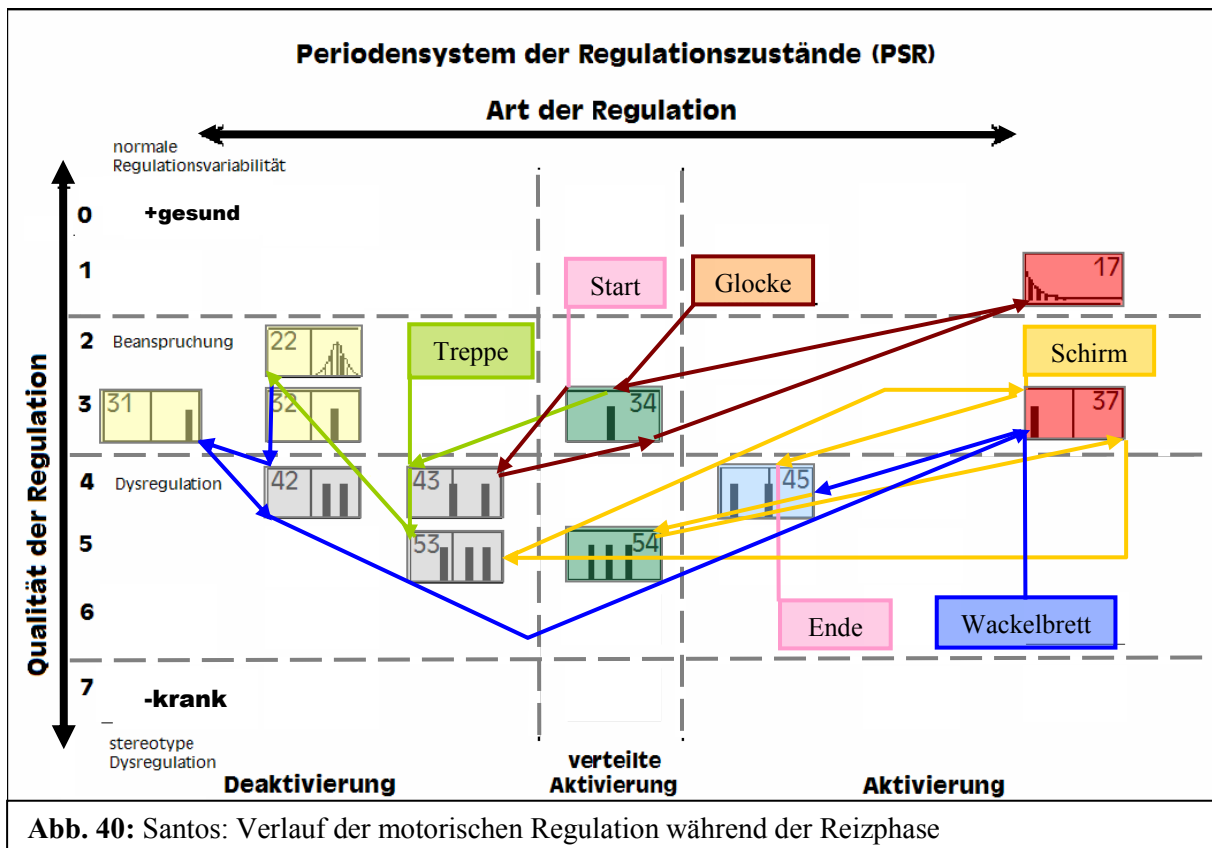 Periodensystem der Regulationszustände (PSR)
Art der Regulation
normale
Regulationsvariabilität
Qualität der Regulation
0 +gesund
1
Start
Glocke
17
2 Beanspruchung
22
Treppe
Schirm
3
31
32
34
37
4 Dysregulation
42
43
45
5
53
54
6
Ende
Wackelbrett
7
-krank
stereotype
Dysregulation
Deaktivierung
verteilte
Aktivierung
Aktivierung
Abb. 40: Santos: Verlauf der motorischen Regulation während der Reizphase